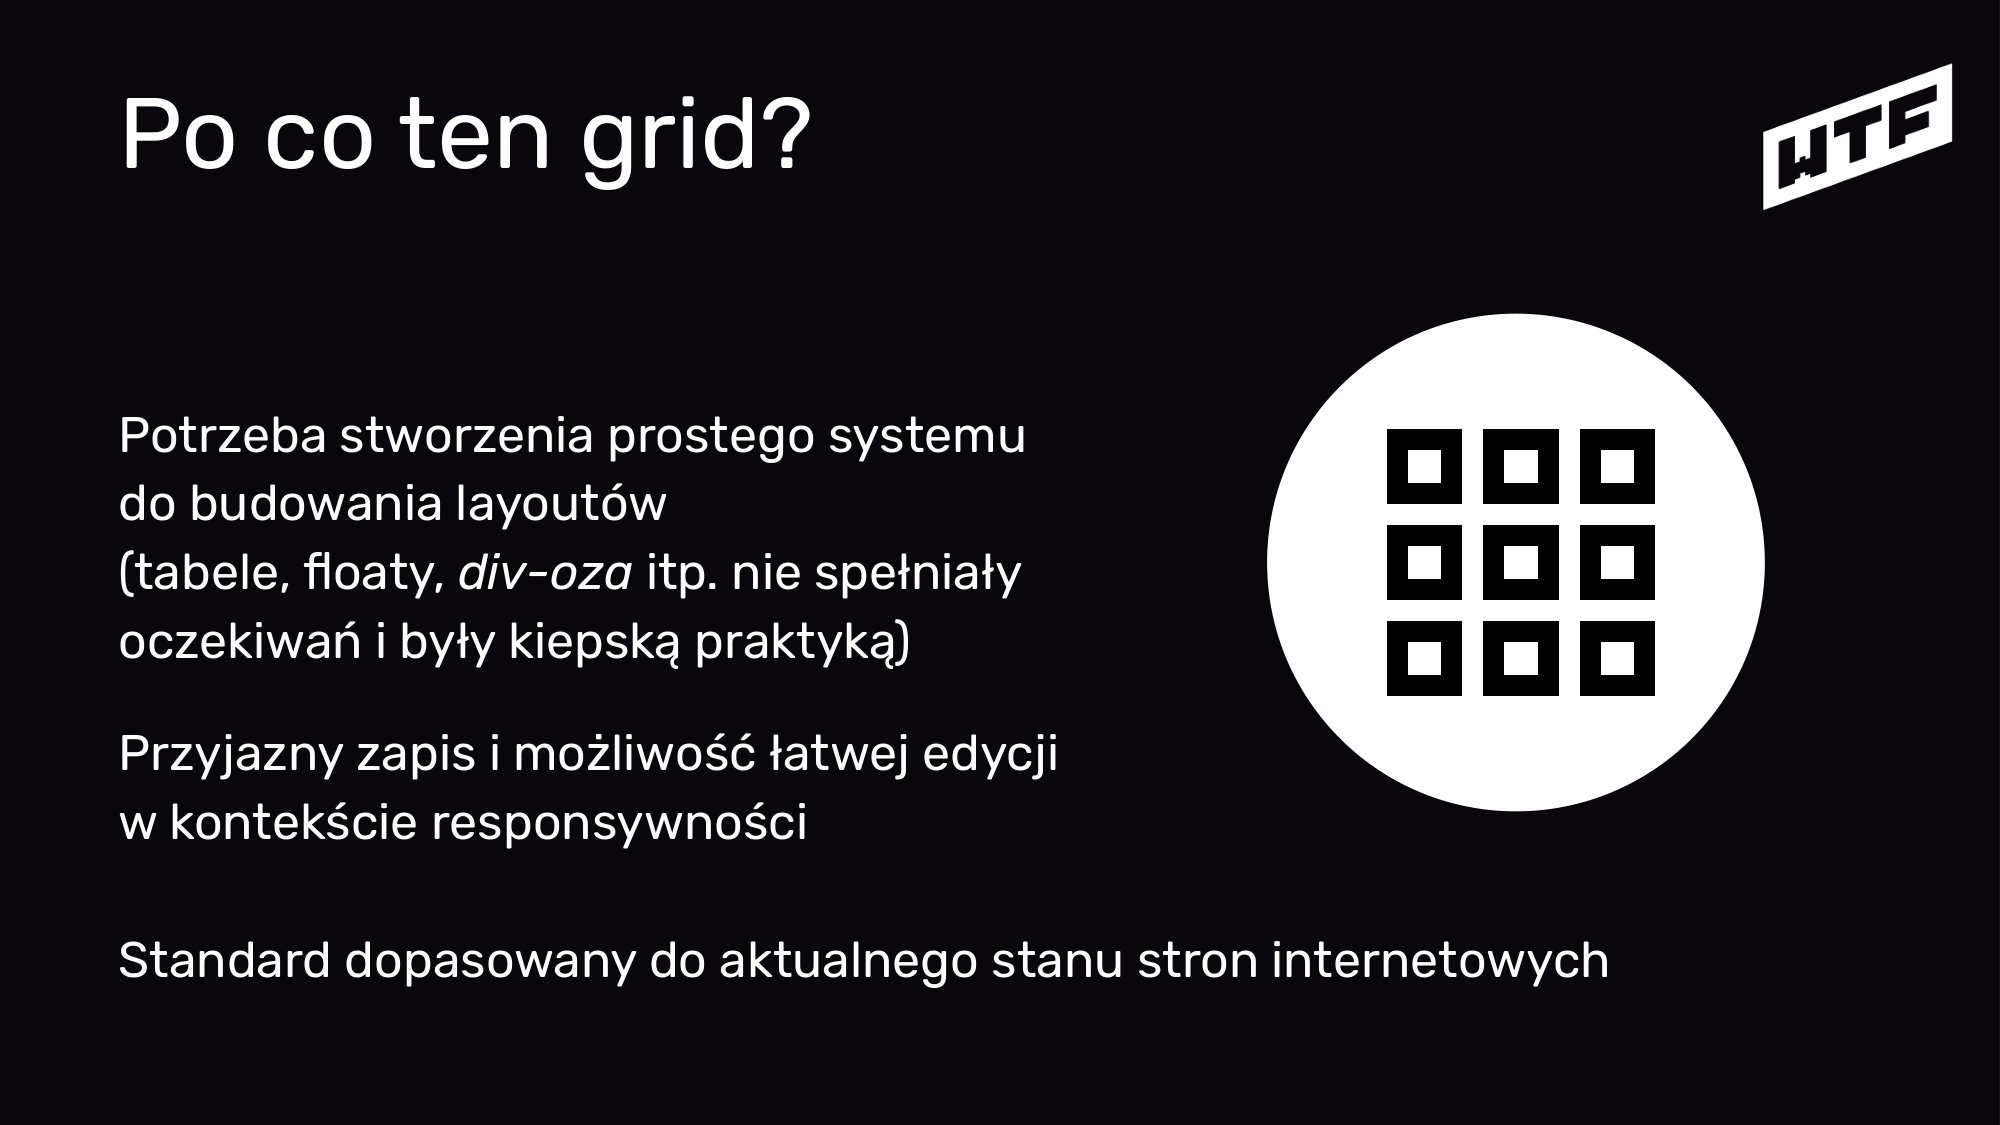 Po co ten grid?
WTF
Potrzeba stworzenia prostego systemu
do budowania layoutów
(tabele, floaty, div-oza itp. nie spełniały
oczekiwań i były kiepską praktyką)
Przyjazny zapis i możliwość łatwej edycji
w kontekście responsywności
Standard dopasowany do aktualnego stanu stron internetowych